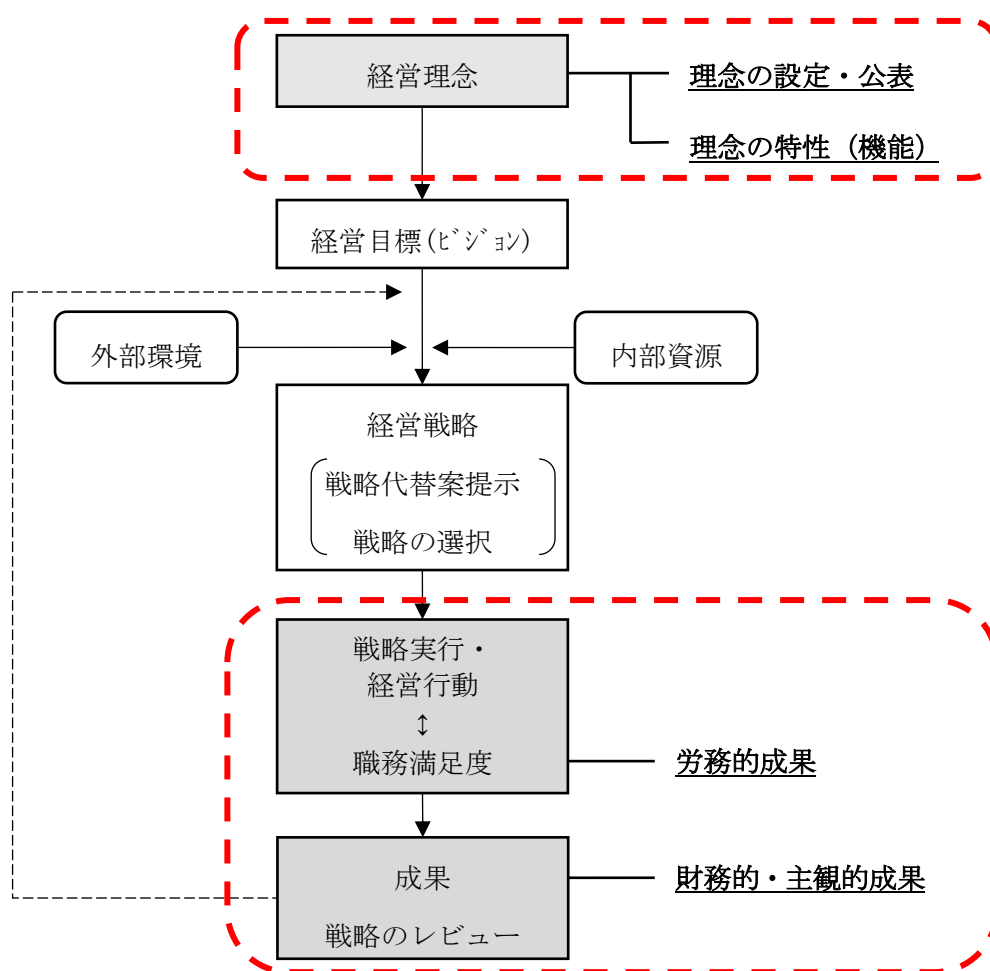 経営理念
理念の設定・公表
理念の特性（機能）
経営目標(ﾋﾞｼﾞｮﾝ)
外部環境
内部資源
経営戦略
戦略代替案提示
戦略の選択
戦略実行・
経営行動
↕
職務満足度
労務的成果
成果
財務的・主観的成果
戦略のレビュー